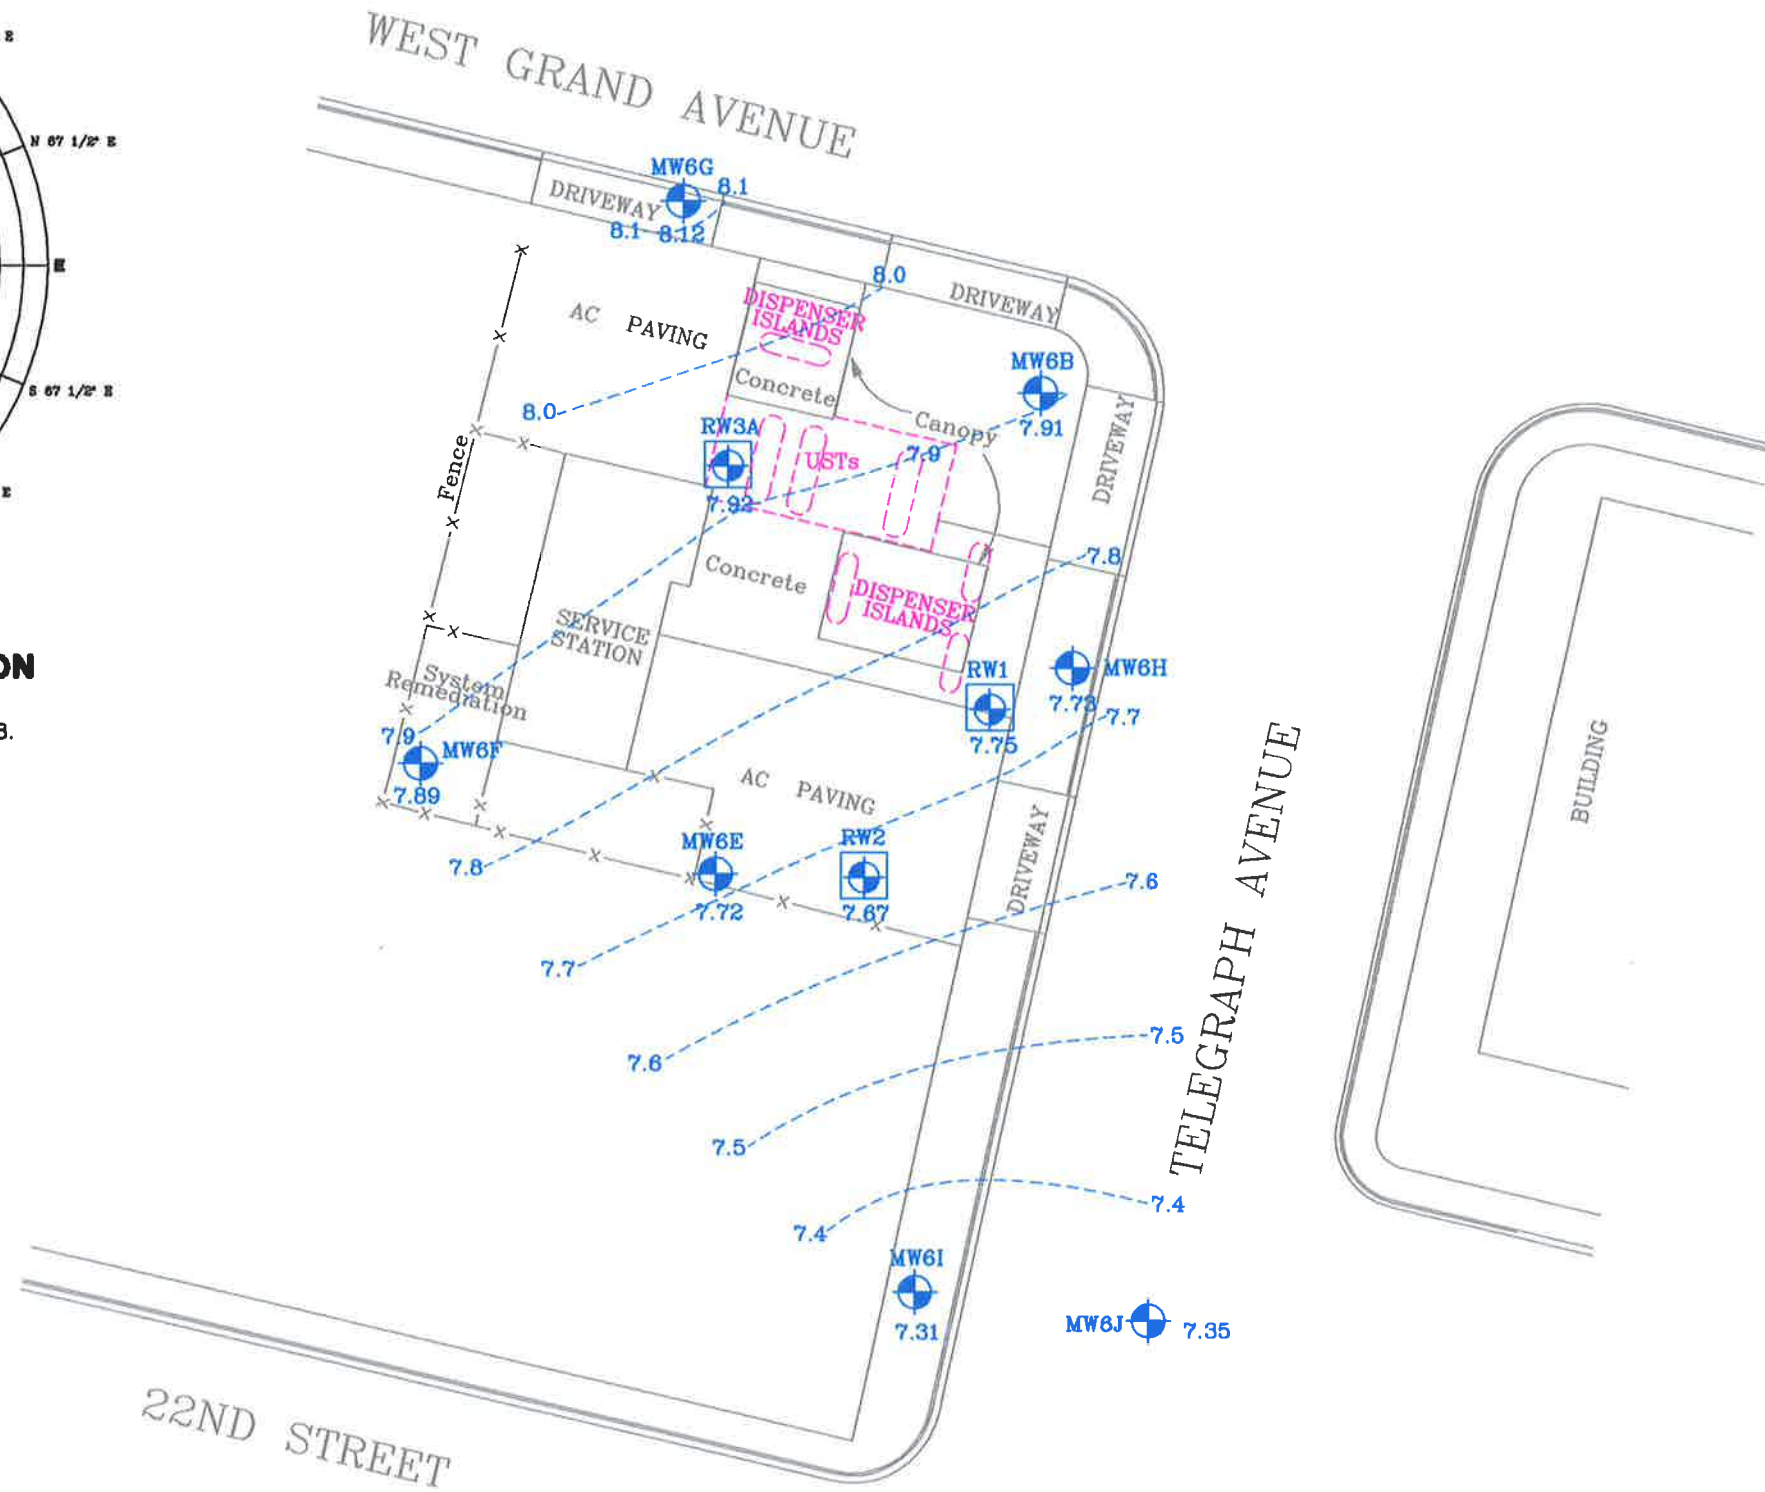 E
N 67 1/2° E
E
S 67 1/2° E
E
ON
3.
WEST GRAND AVENUE
MW6G
8.1
DRIVEWAY
8.1
8.12
8.0
DRIVEWAY
AC PAVING
DISPENSER
ISLANDS
Concrete
MW6B
7.91
8.0
Canopy
DRIVEWAY
RW3A
USTs
7.9
7.92
Fence
7.8
Concrete
DISPENSER
ISLANDS
SERVICE
STATION
System
Remediation
RW1
MW6H
7.73
7.7
7.75
7.9
MW6F
7.89
AC PAVING
DRIVEWAY
MW6E
RW2
7.8
7.72
7.67
7.6
7.7
7.5
7.6
TELEGRAPH AVENUE
BUILDING
7.5
7.4
7.4
MW6I
7.31
MW6J
7.35
22ND STREET